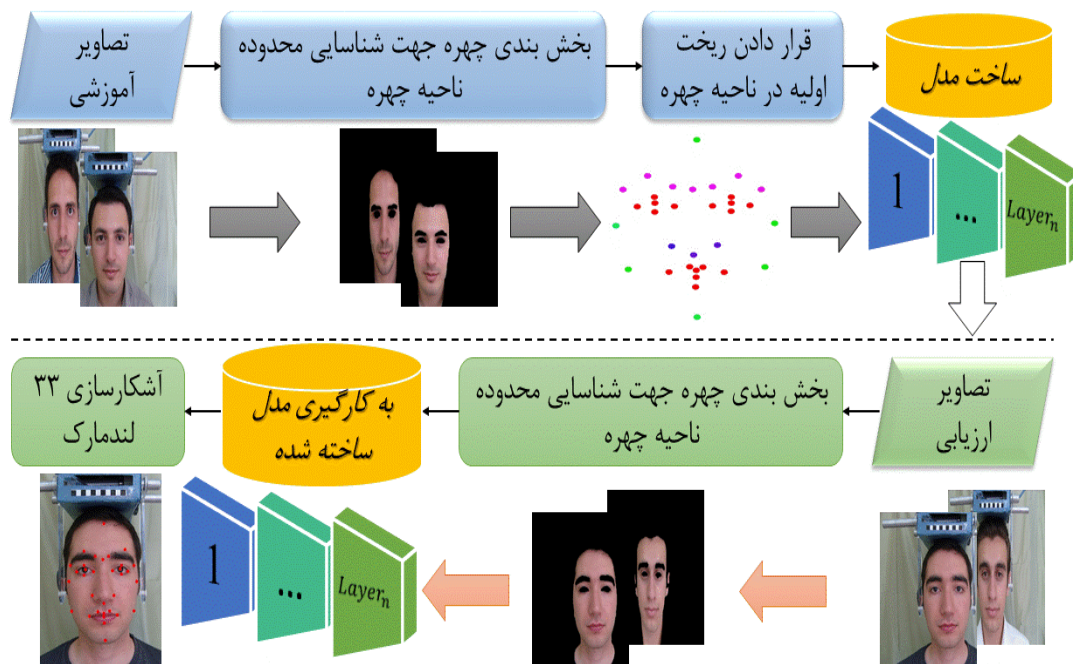 تصاویر
آموزشی
بخش بندی چهره جهت شناسایی محدوده
ناحیه چهره
قرار دادن ریخت
اولیه در ناحیه چهره
ساخت مدل
1
...
Layerₙ
تصاویر
ارزیابی
بخش بندی چهره جهت شناسایی محدوده
ناحیه چهره
به کارگیری مدل
ساخته شده
آشکارسازی ۳۳
لندمارک
1
...
Layerₙ